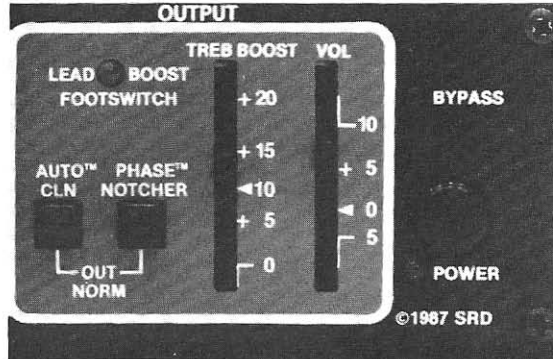 OUTPUT
TREB BOOST VOL
LEAD BOOST
FOOTSWITCH
+ 20
+ 15
◄10
+ 5
0
10
+ 5
◄ 0
5
AUTO™ PHASE™
CLN NOTCHER
OUT
NORM
BYPASS
POWER
©1987 SRD